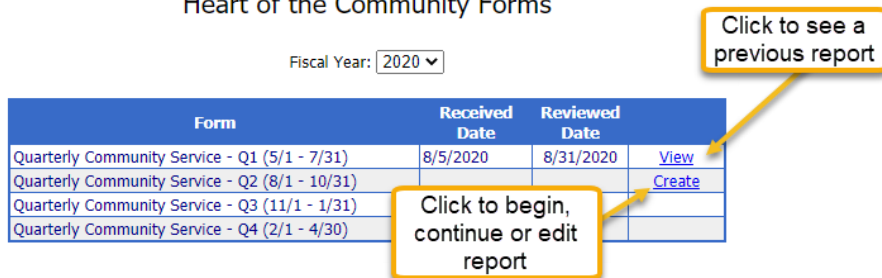 Heart of the Community Forms
Click to see a
previous report
Fiscal Year: 2020
Form Received Date Reviewed Date
Quarterly Community Service - Q1 (5/1 - 7/31) 8/5/2020 8/31/2020 View
Quarterly Community Service - Q2 (8/1 - 10/31) Create
Quarterly Community Service - Q3 (11/1 - 1/31)
Quarterly Community Service - Q4 (2/1 - 4/30)
Click to begin,
continue or edit
report